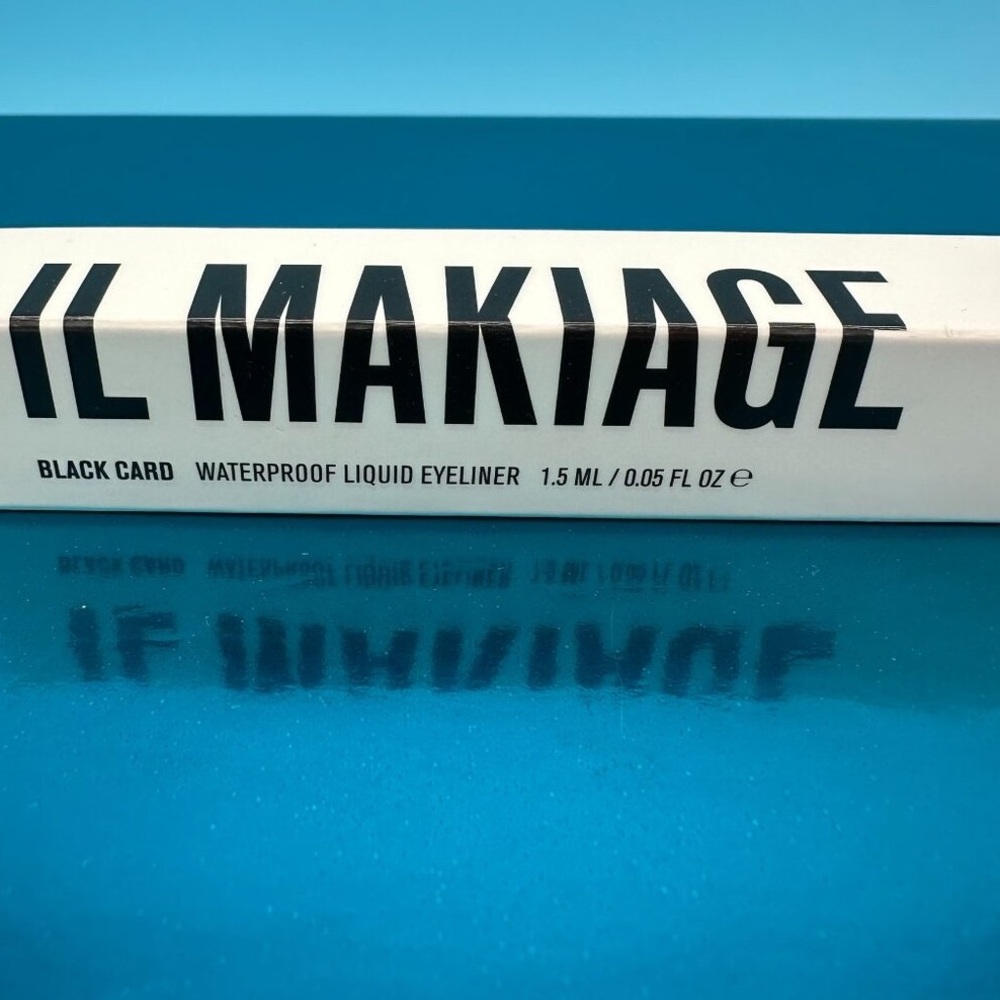 IL MAKIAGE
BLACK CARD WATERPROOF LIQUID EYELINER 1.5 ML / 0.05 FL OZ ℮